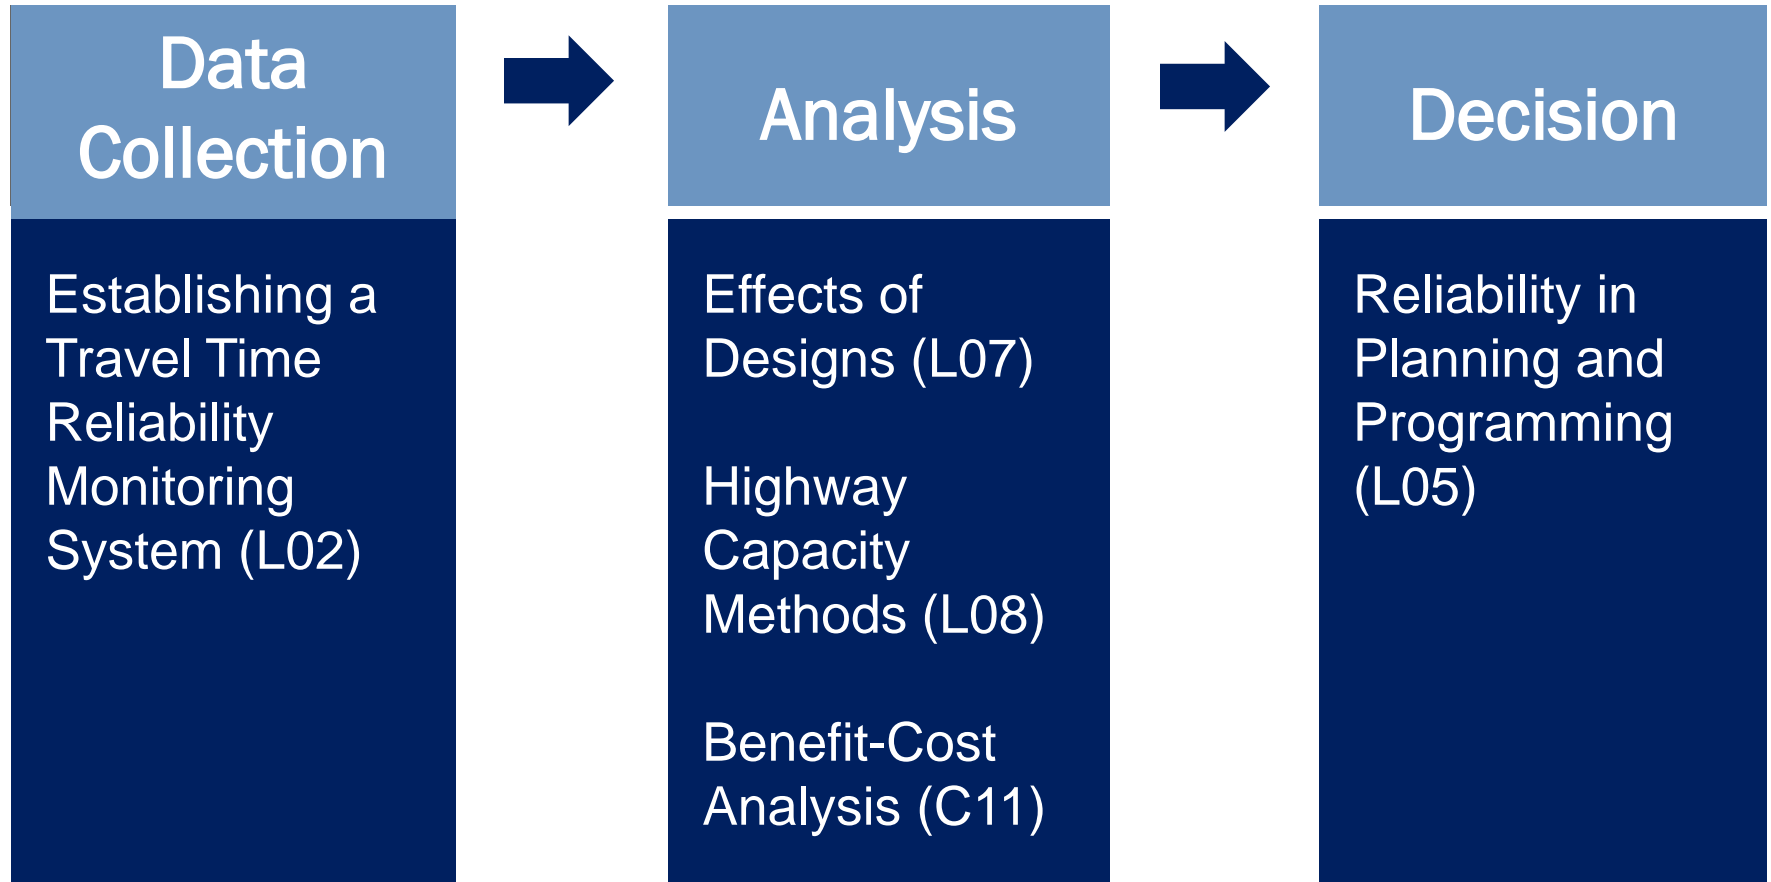 Data
Collection
Establishing a
Travel Time
Reliability
Monitoring
System (L02)
Analysis
Effects of
Designs (L07)
Highway
Capacity
Methods (L08)
Benefit-Cost
Analysis (C11)
Decision
Reliability in
Planning and
Programming
(L05)